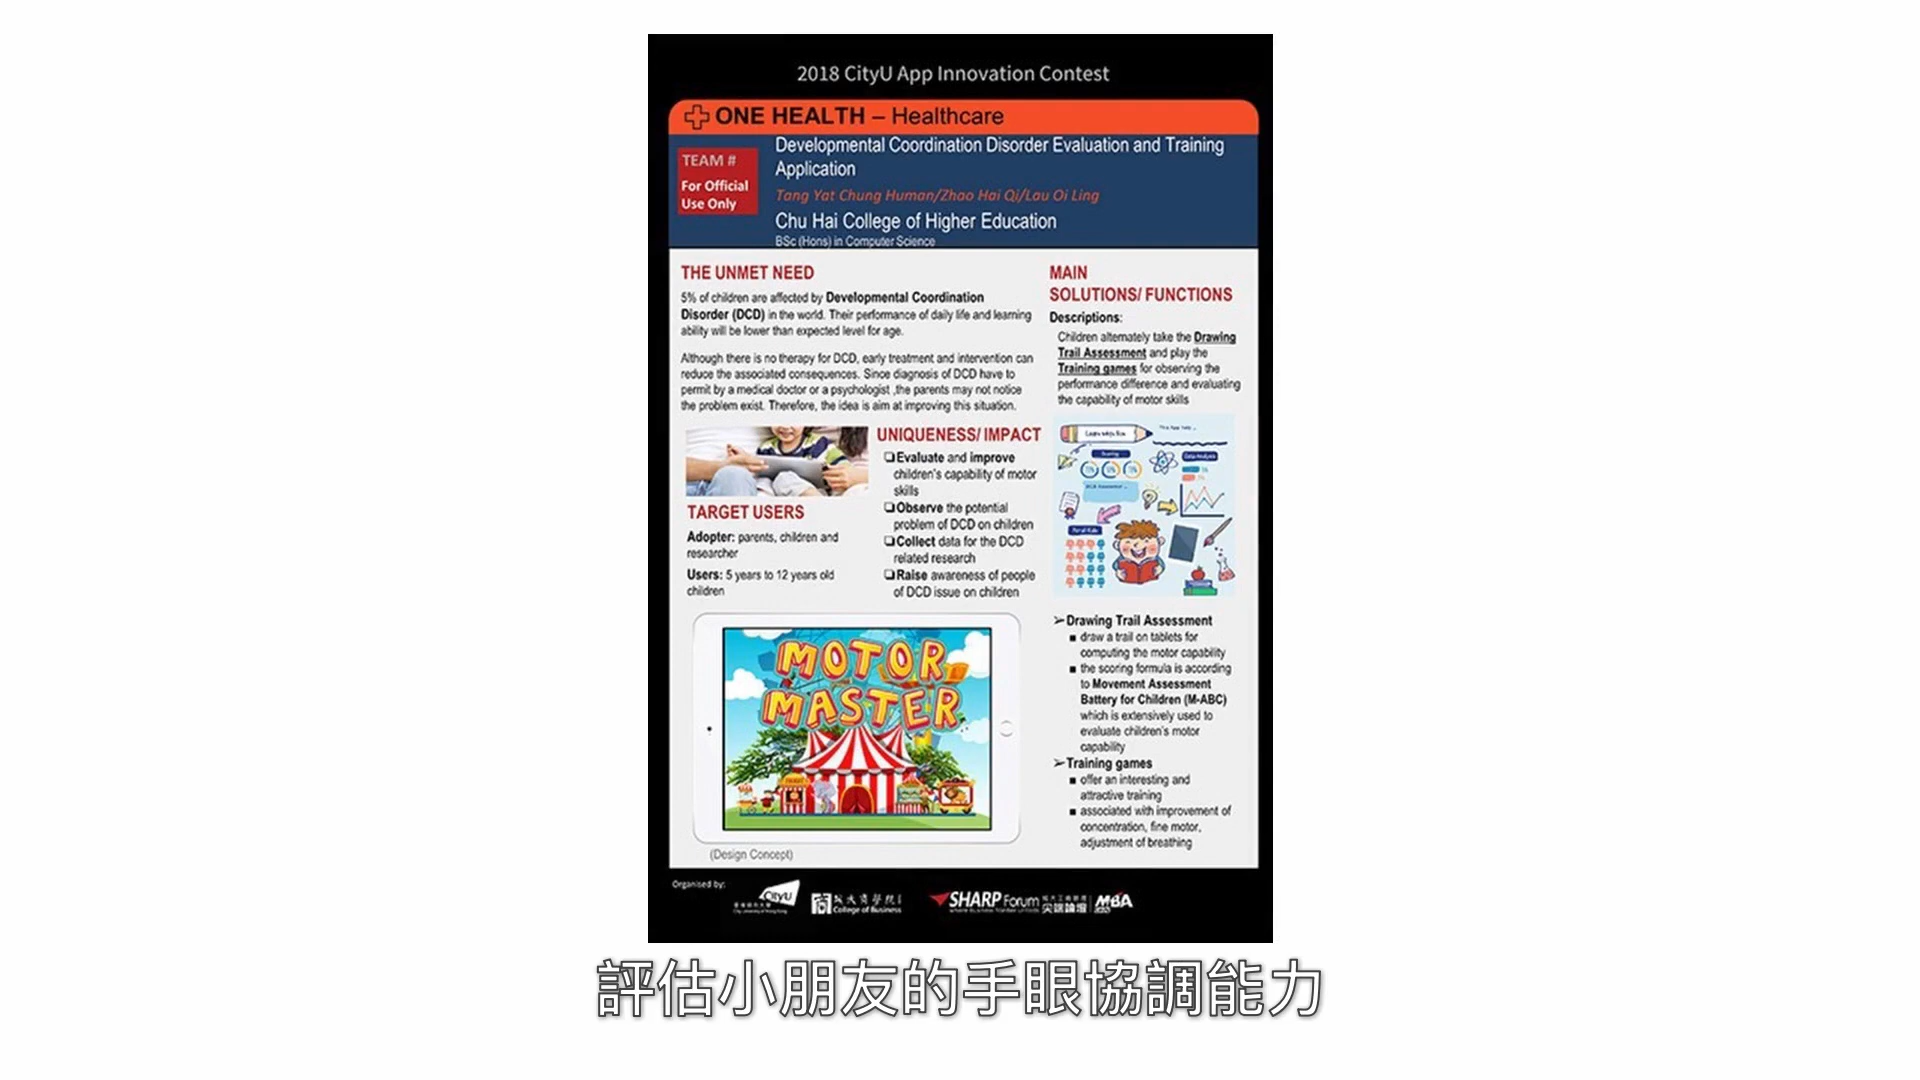 2018 CityU App Innovation Contest
ONE HEALTH – Healthcare
TEAM #
For Official
Use Only
Developmental Coordination Disorder Evaluation and Training
Application
Tang Yat Chung Human/Zhao Hai Qi/Lau Oi Ling
Chu Hai College of Higher Education
BSc (Hons) in Computer Science
THE UNMET NEED
5% of children are affected by Developmental Coordination
Disorder (DCD) in the world. Their performance of daily life and learning
ability will be lower than expected level for age.
Although there is no therapy for DCD, early treatment and intervention can
reduce the associated consequences. Since diagnosis of DCD have to
permit by a medical doctor or a psychologist ,the parents may not notice
the problem exist. Therefore, the idea is aim at improving this situation.
TARGET USERS
Adopter: parents, children and
researcher
Users: 5 years to 12 years old
children
UNIQUENESS/ IMPACT
❑Evaluate and improve
children's capability of motor
skills
❑Observe the potential
problem of DCD on children
❑Collect data for the DCD
related research
❑Raise awareness of people
of DCD issue on children
MOTOR
MASTER
(Design Concept)
MAIN
SOLUTIONS/ FUNCTIONS
Descriptions:
Children alternately take the Drawing
Trail Assessment and play the
Training games for observing the
performance difference and evaluating
the capability of motor skills
Data Analysis
➢Drawing Trail Assessment
▪ draw a trail on tablets for
computing the motor capability
▪ the scoring formula is according
to Movement Assessment
Battery for Children (M-ABC)
which is extensively used to
evaluate children's motor
capability
➢Training games
▪ offer an interesting and
attractive training
▪ associated with improvement of
concentration, fine motor,
adjustment of breathing
Organised by:
CityU
城大商學院
College of Business
SHARP Forum
尖端論壇
MBA
評估小朋友的手眼協調能力